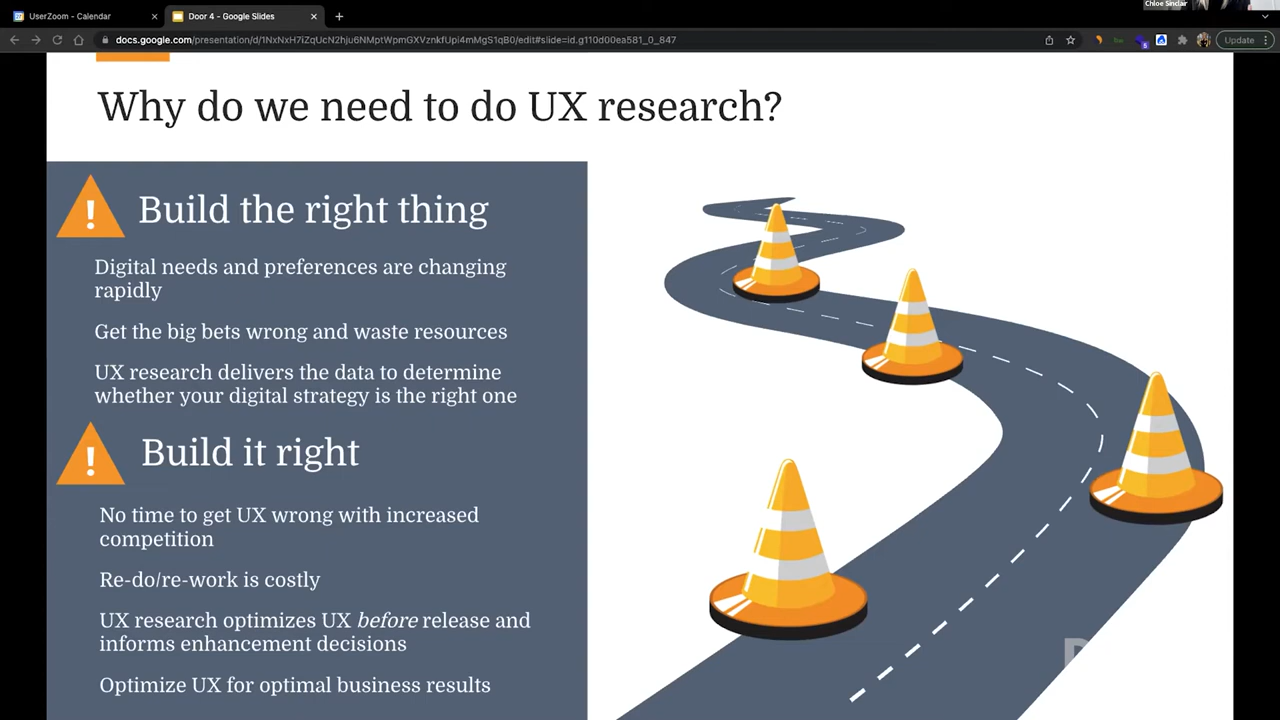 Chloe Sinclair
UserZoom - Calendar
Door 4 - Google Slides
docs.google.com/presentation/d/1NxNxH7iZqUcN2hju6NMptWpmGXVznkfUpI4mMgS1qB0/edit#slide=id.g110d00ea581_0_847
5
Update
Why do we need to do UX research?
!
Build the right thing
Digital needs and preferences are changing
rapidly
Get the big bets wrong and waste resources
UX research delivers the data to determine
whether your digital strategy is the right one
!
Build it right
No time to get UX wrong with increased
competition
Re-do/re-work is costly
UX research optimizes UX before release and
informs enhancement decisions
Optimize UX for optimal business results